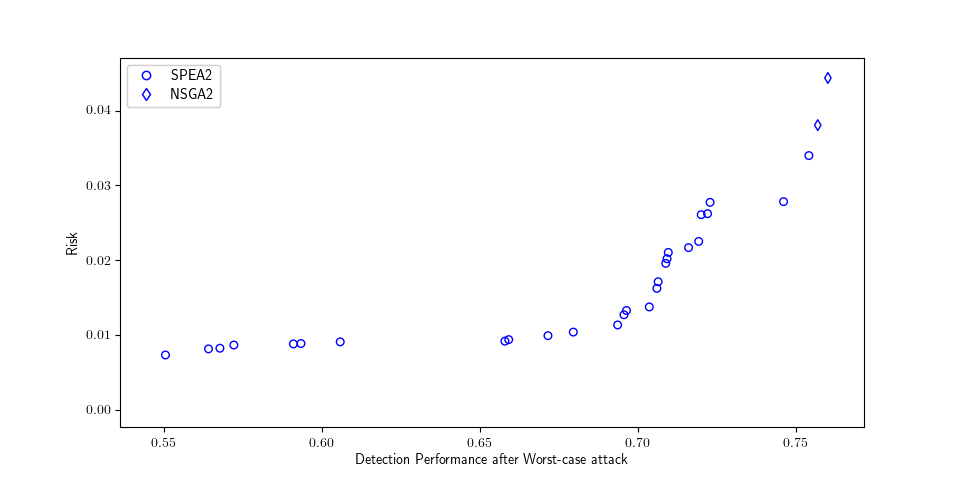 SPEA2
NSGA2
0.04
0.03
0.02
0.01
0.00
Risk
0.55 0.60 0.65 0.70 0.75
Detection Performance after Worst-case attack